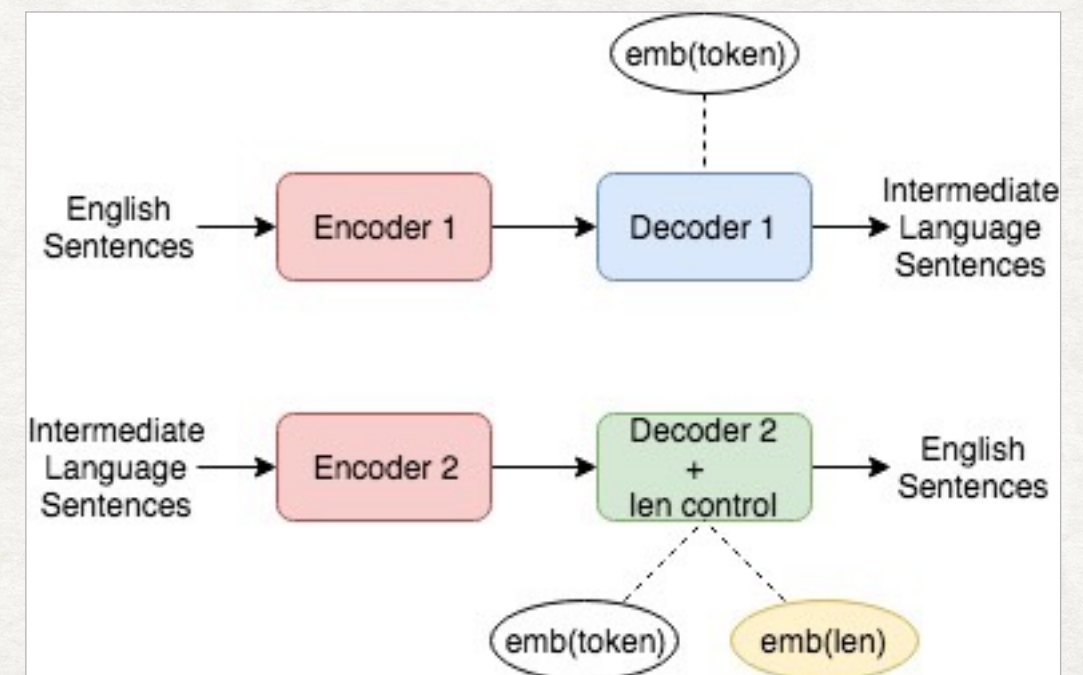 emb(token)
English
Sentences
Encoder 1
Decoder 1
Intermediate
Language
Sentences
Intermediate
Language
Sentences
Encoder 2
Decoder 2
+
len control
English
Sentences
emb(token)
emb(len)